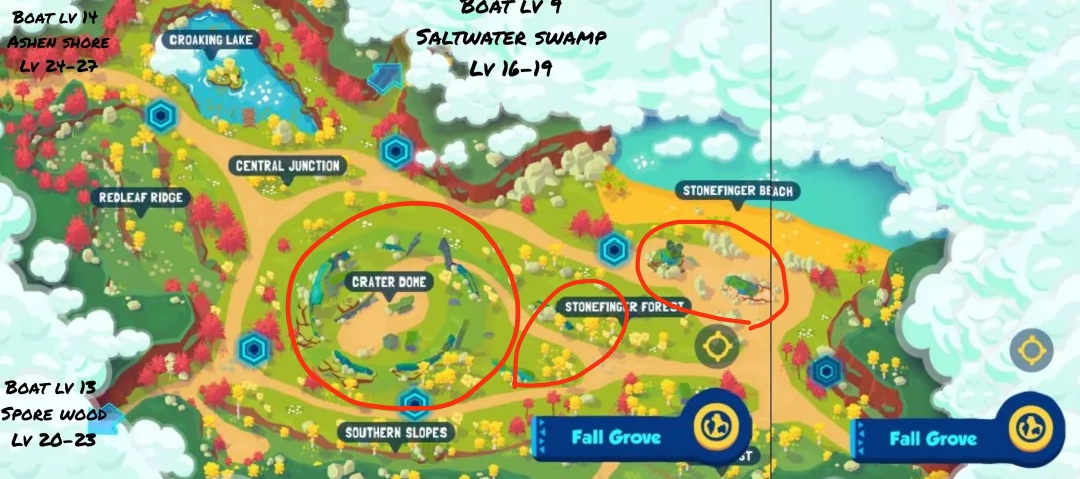 Boat Lv 14
Ashen shore
Lv 24-27
CROAKING LAKE
Boat Lv 9
Saltwater swamp
Lv 16-19
CENTRAL JUNCTION
REDLEAF RIDGE
STONEFINGER BEACH
CRATER DOME
STONEFINGER FOREST
Boat Lv 13
Spore wood
Lv 20-23
SOUTHERN SLOPES
Fall Grove
Fall Grove